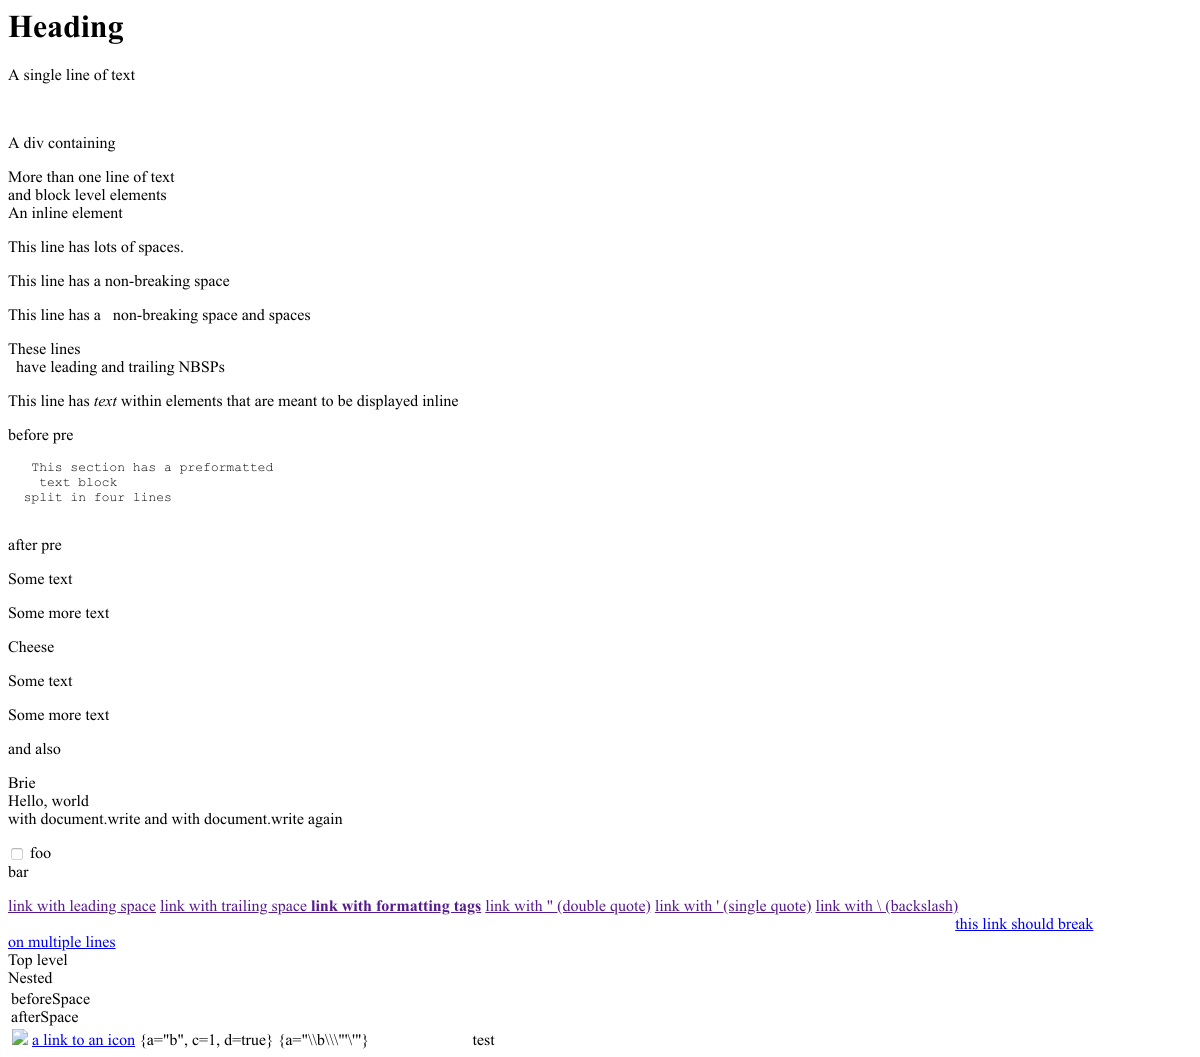 Heading
A single line of text
A div containing
More than one line of text
and block level elements
An inline element
This line has lots of spaces.
This line has a non-breaking space
This line has a   non-breaking space and spaces
These lines
  have leading and trailing NBSPs
This line has text within elements that are meant to be displayed inline
before pre
   This section has a preformatted
    text block
  split in four lines
after pre
Some text
Some more text
Cheese
Some text
Some more text
and also
Brie
Hello, world
with document.write and with document.write again
foo
bar
link with leading space link with trailing space link with formatting tags link with " (double quote) link with ' (single quote) link with \ (backslash)
this link should break
on multiple lines
Top level
Nested
beforeSpace
afterSpace
a link to an icon {a="b", c=1, d=true} {a="\\b\\\"'\'"} test